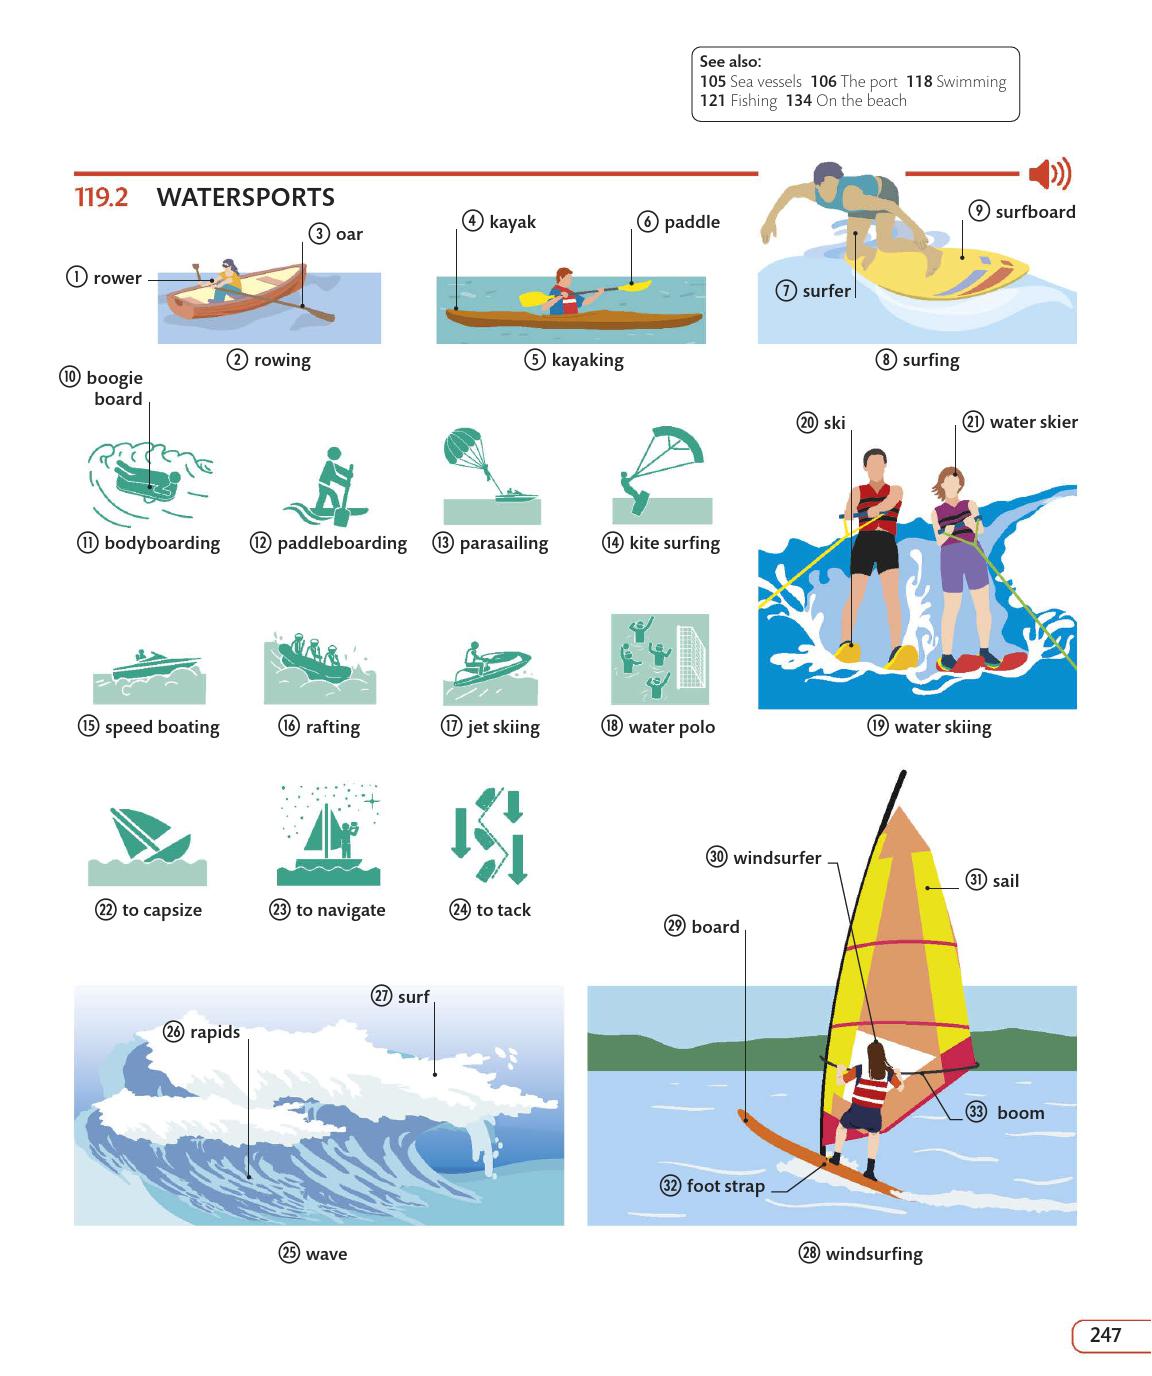 See also:
105 Sea vessels 106 The port 118 Swimming
121 Fishing 134 On the beach
119.2 WATERSPORTS
1 rower
3 oar
2 rowing
4 kayak
6 paddle
5 kayaking
9 surfboard
7 surfer
8 surfing
10 boogie
board
11 bodyboarding
12 paddleboarding
13 parasailing
14 kite surfing
20 ski
21 water skier
15 speed boating
16 rafting
17 jet skiing
18 water polo
19 water skiing
22 to capsize
23 to navigate
24 to tack
30 windsurfer
31 sail
29 board
27 surf
26 rapids
33 boom
32 foot strap
25 wave
28 windsurfing
247